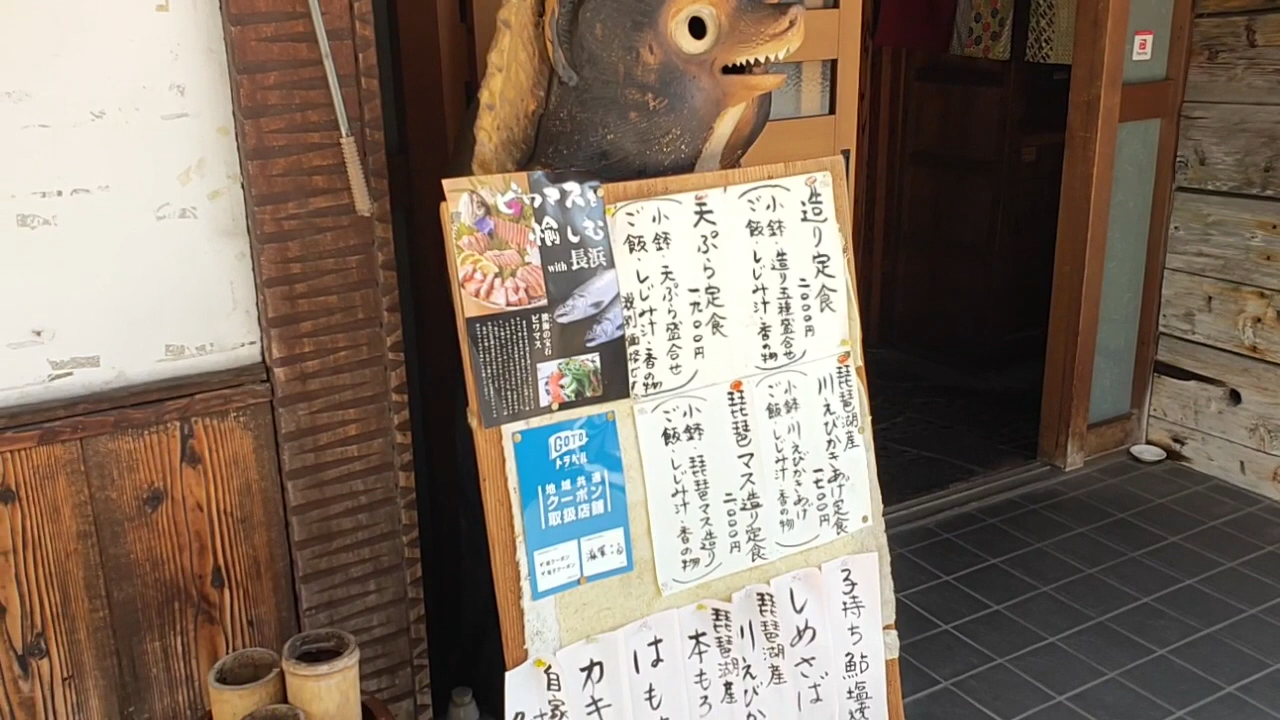 造り定食
二〇〇〇円
小鉢・造り五種盛合せ
ご飯・しじみ汁・香の物
天ぷら定食
一九〇〇円
小鉢・天ぷら盛合せ
ご飯・しじみ汁・香の物
税別価格です
琵琶湖産
川えびかきあげ定食
一七〇〇円
小鉢・川えびかきあげ
ご飯・しじみ汁・香の物
琵琶マス造り定食
二〇〇〇円
小鉢・琵琶マス造り
ご飯・しじみ汁・香の物
ビワマスを
愉しむ
with 長浜
ビワマス
GOTO
トラベル
地域共通
クーポン
取扱店舗
子持ち鮎塩焼
しめさば
琵琶湖産
川えびか
琵琶湖産
本もろ
はも
カキ
自家